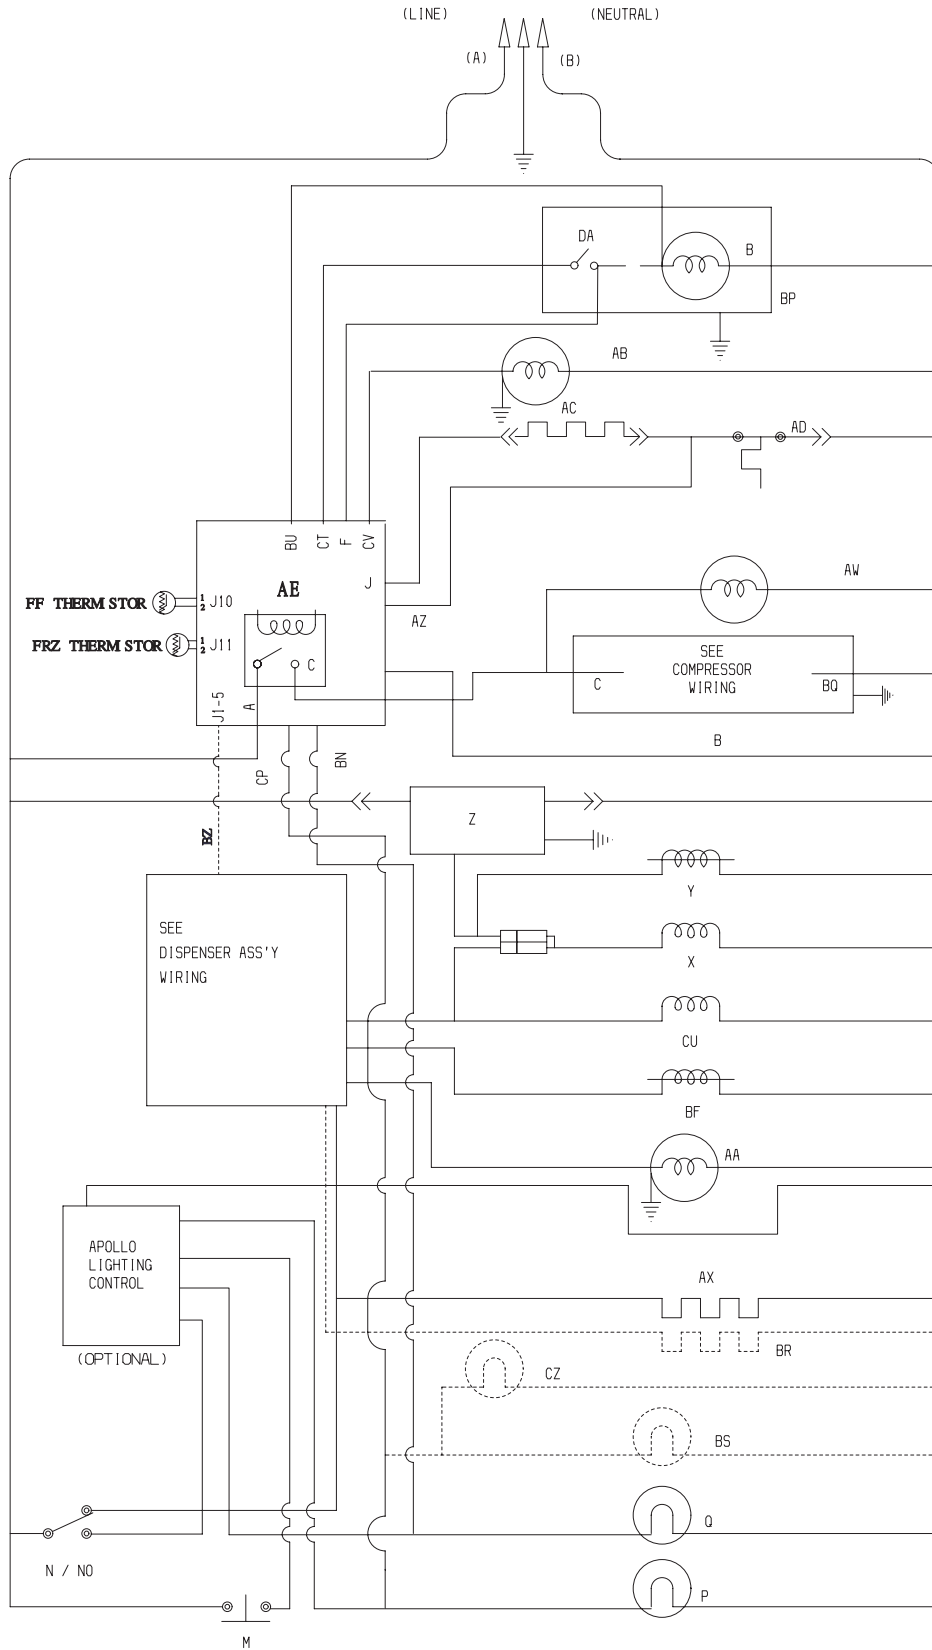 (LINE)
(NEUTRAL)
(A)
(B)
DA
B
BP
AB
AC
AD
BU
CT
F
CV
AE
J
FF THERMISTOR
1
2
J10
AZ
AW
FRZ THERMISTOR
1
2
J11
C
SEE
COMPRESSOR
WIRING
C
BQ
J1-5
A
B
CP
BN
Z
BZ
Y
SEE
DISPENSER ASS'Y
WIRING
X
CU
BF
AA
APOLLO
LIGHTING
CONTROL
(OPTIONAL)
AX
BR
CZ
BS
Q
N / NO
P
M